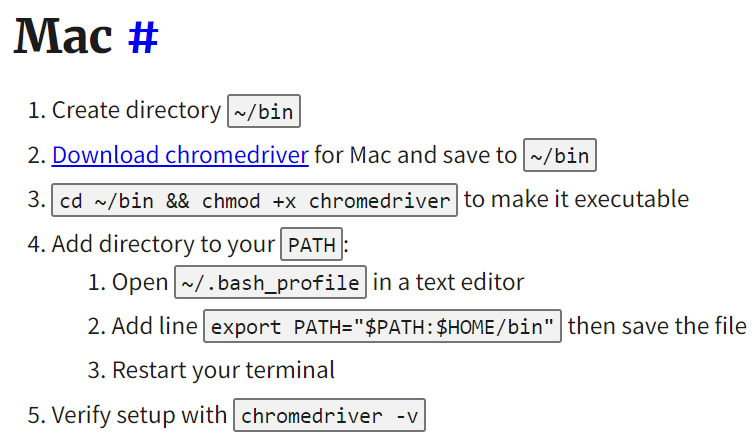 Mac #
1. Create directory ~/bin
2. Download chromedriver for Mac and save to ~/bin
3. cd ~/bin && chmod +x chromedriver to make it executable
4. Add directory to your PATH:
1. Open ~/.bash_profile in a text editor
2. Add line export PATH="$PATH:$HOME/bin" then save the file
3. Restart your terminal
5. Verify setup with chromedriver -v